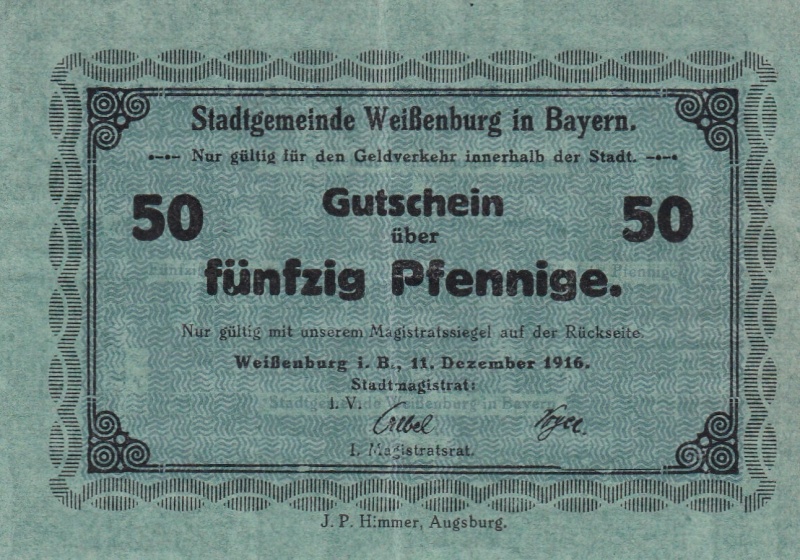 Stadtgemeinde Weißenburg in Bayern.
Nur gültig für den Geldverkehr innerhalb der Stadt.
50 Gutschein 50
über
fünfzig Pfennige.
Nur gültig mit unserem Magistratssiegel auf der Rückseite.
Weißenburg i. B., 11. Dezember 1916.
Stadtmagistrat:
I. V.
I. Magistratsrat.
J. P. Himmer, Augsburg.